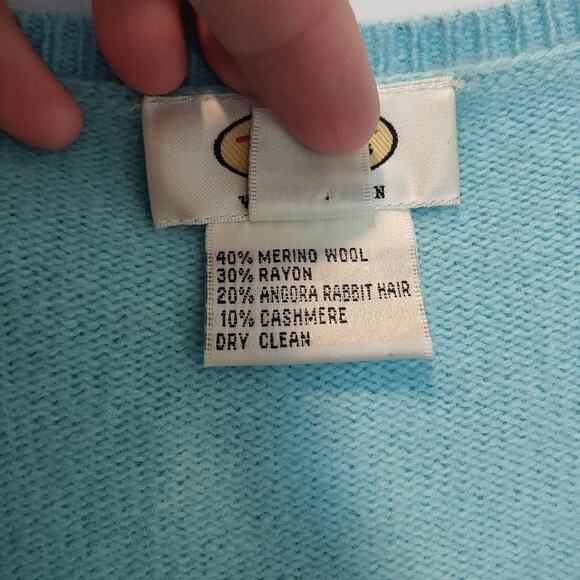 40% MERINO WOOL
30% RAYON
20% ANGORA RABBIT HAIR
10% CASHMERE
DRY CLEAN